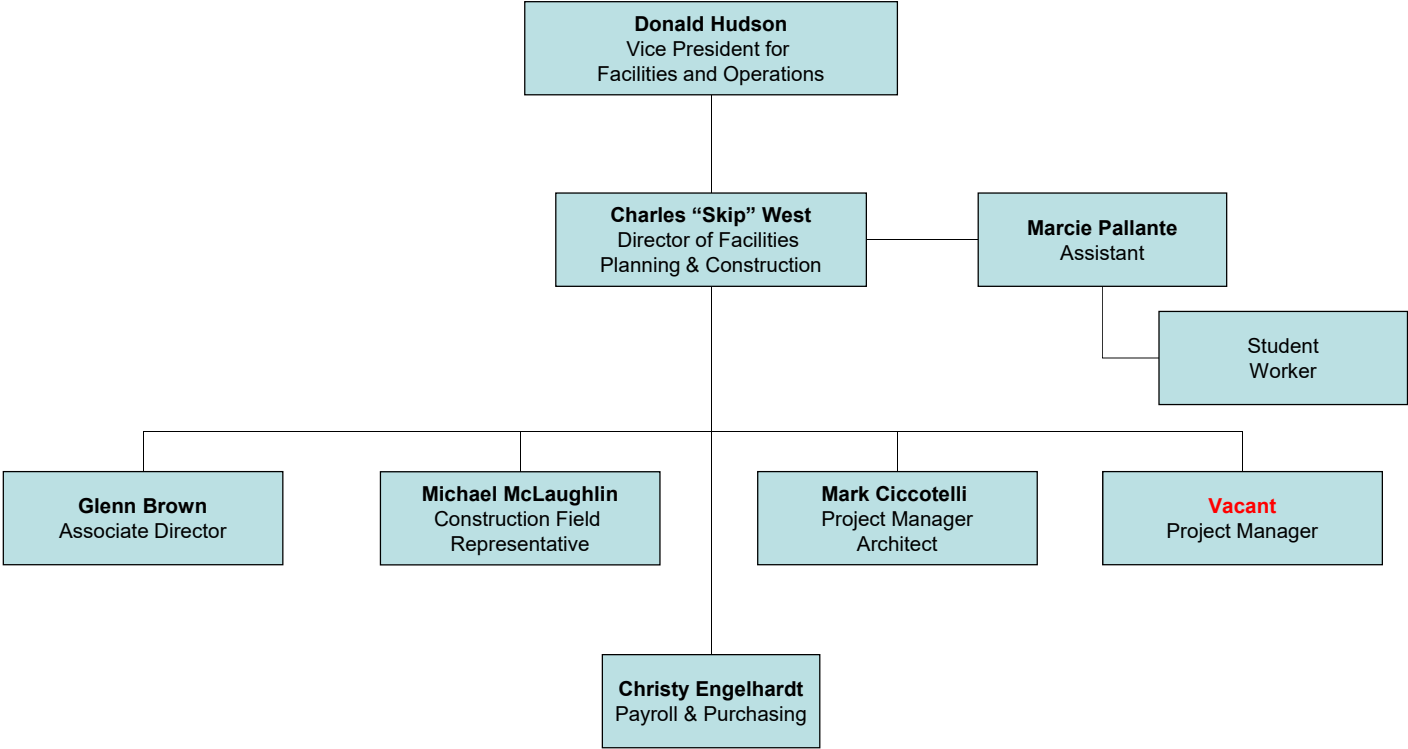 Donald Hudson
Vice President for
Facilities and Operations
Charles “Skip” West
Director of Facilities
Planning & Construction
Marcie Pallante
Assistant
Student
Worker
Glenn Brown
Associate Director
Michael McLaughlin
Construction Field
Representative
Mark Ciccotelli
Project Manager
Architect
Vacant
Project Manager
Christy Engelhardt
Payroll & Purchasing